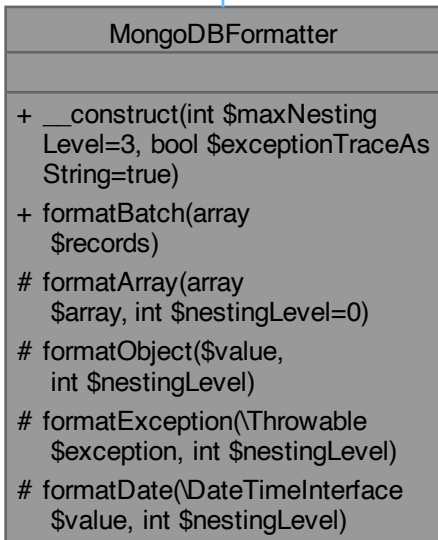 MongoDBFormatter
+ __construct(int $maxNesting
Level=3, bool $exceptionTraceAs
String=true)
+ formatBatch(array
$records)
# formatArray(array
$array, int $nestingLevel=0)
# formatObject($value,
int $nestingLevel)
# formatException(\Throwable
$exception, int $nestingLevel)
# formatDate(\DateTimeInterface
$value, int $nestingLevel)